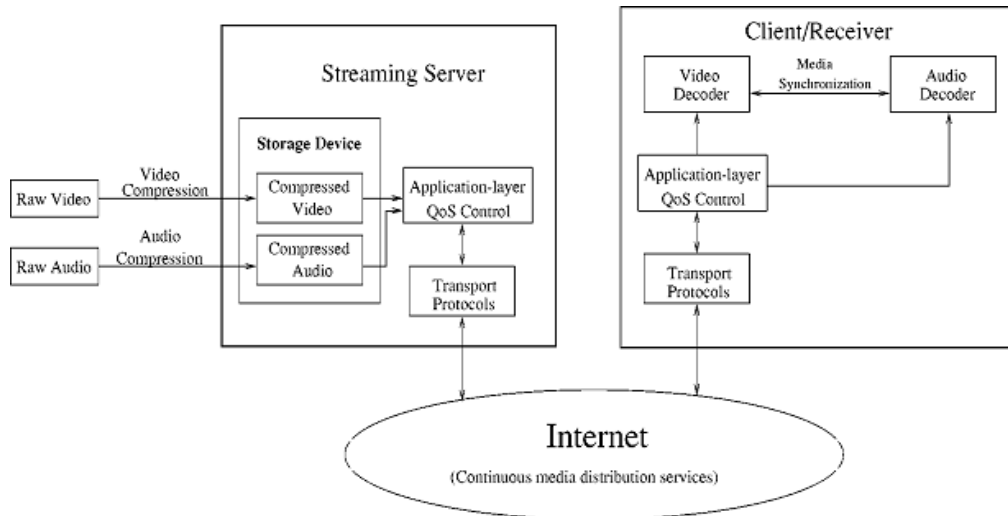 Streaming Server
Storage Device
Raw Video
Video
Compression
Compressed
Video
Application-layer
QoS Control
Raw Audio
Audio
Compression
Compressed
Audio
Transport
Protocols
Client/Receiver
Video
Decoder
Media
Synchronization
Audio
Decoder
Application-layer
QoS Control
Transport
Protocols
Internet
(Continuous media distribution services)